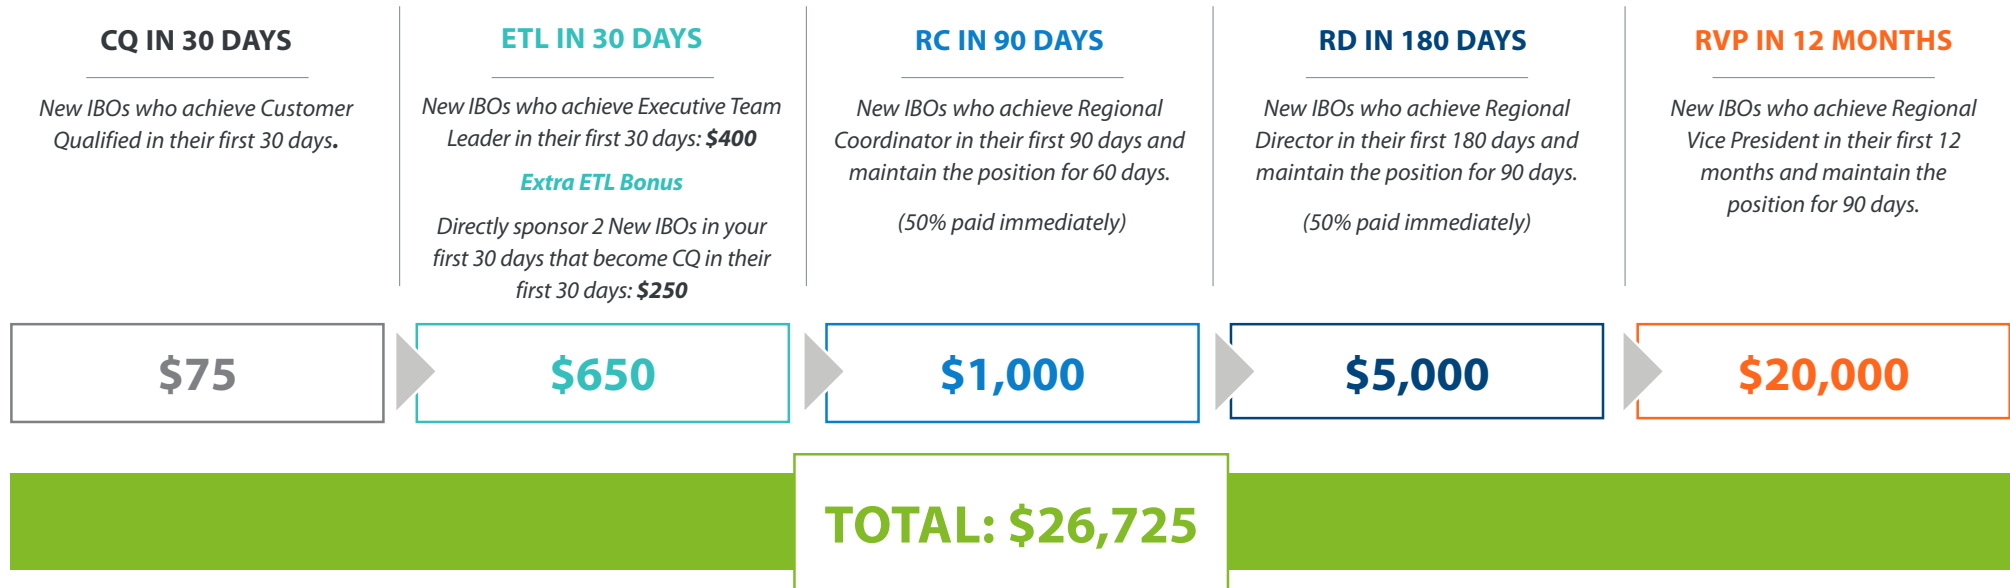 CQ IN 30 DAYS
New IBOs who achieve Customer
Qualified in their first 30 days.
ETL IN 30 DAYS
New IBOs who achieve Executive Team
Leader in their first 30 days: $400
Extra ETL Bonus
Directly sponsor 2 New IBOs in your
first 30 days that become CQ in their
first 30 days: $250
RC IN 90 DAYS
New IBOs who achieve Regional
Coordinator in their first 90 days and
maintain the position for 60 days.
(50% paid immediately)
RD IN 180 DAYS
New IBOs who achieve Regional
Director in their first 180 days and
maintain the position for 90 days.
(50% paid immediately)
RVP IN 12 MONTHS
New IBOs who achieve Regional
Vice President in their first 12
months and maintain the
position for 90 days.
$75
$650
$1,000
$5,000
$20,000
TOTAL: $26,725